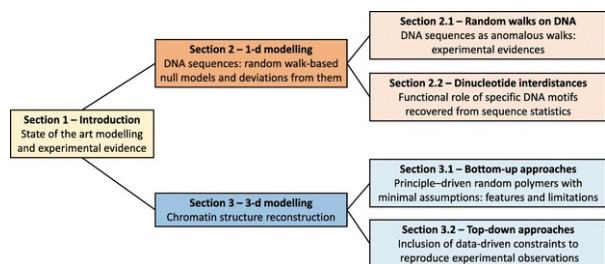 Section 1 – Introduction
State of the art modelling
and experimental evidence
Section 2 – 1-d modelling
DNA sequences: random walk-based
null models and deviations from them
Section 2.1 – Random walks on DNA
DNA sequences as anomalous walks:
experimental evidences
Section 2.2 – Dinucleotide interdistances
Functional role of specific DNA motifs
recovered from sequence statistics
Section 3 – 3-d modelling
Chromatin structure reconstruction
Section 3.1 – Bottom-up approaches
Principle–driven random polymers with
minimal assumptions: features and limitations
Section 3.2 – Top-down approaches
Inclusion of data-driven constraints to
reproduce experimental observations